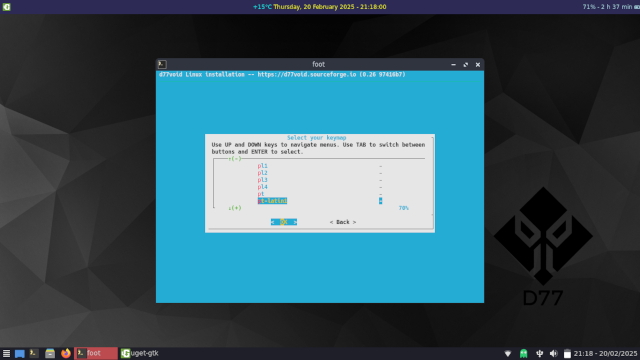 +15°C Thursday, 20 February 2025 - 21:18:00
71% - 2 h 37 min
foot
d77void Linux installation -- https://d77void.sourceforge.io (0.26 97416b7)
Select your keymap
Use UP and DOWN keys to navigate menus. Use TAB to switch between
buttons and ENTER to select.
↑(-)
pl1 -
pl2 -
pl3 -
pl4 -
pt -
pt-latin1 -
↓(+) 70%
< OK > < Back >
D77
foot
uget-gtk
21:18 - 20/02/2025